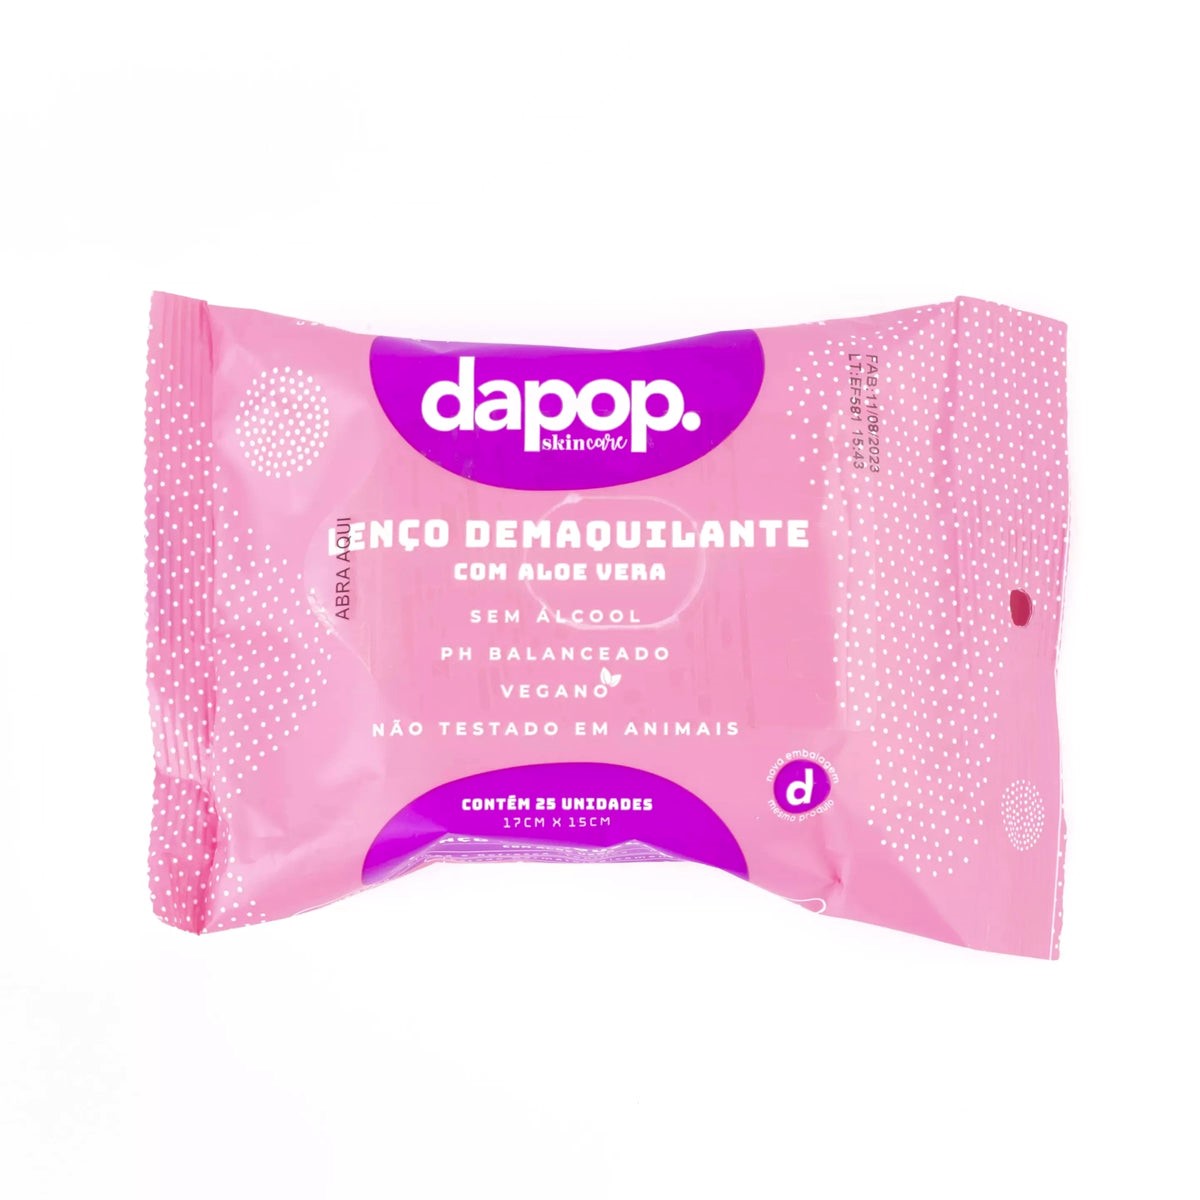 dapop.
skincare
FAB:11/08/2023
LT:EF581 15:43
ABRA AQUI
LENÇO DEMAQUILANTE
COM ALOE VERA
SEM ÁLCOOL
PH BALANCEADO
VEGANO
NÃO TESTADO EM ANIMAIS
nova embalagem
d
mesmo produto
CONTÉM 25 UNIDADES
17CM X 15CM